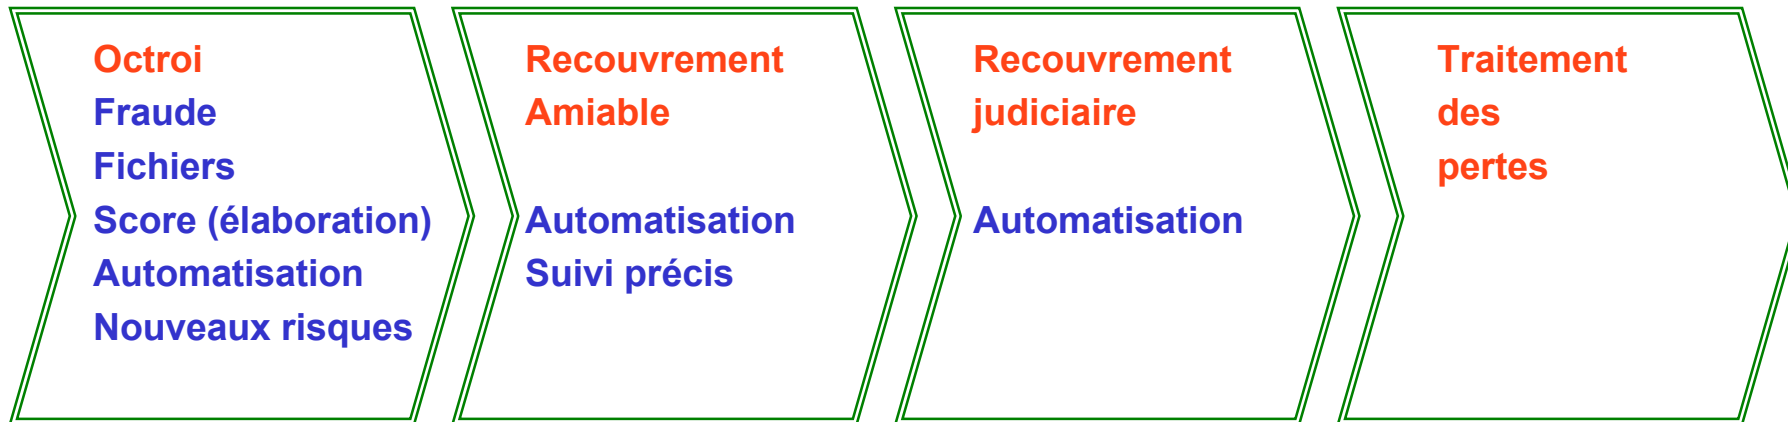 Octroi
Fraude
Fichiers
Score (élaboration)
Automatisation
Nouveaux risques
Recouvrement
Amiable
Automatisation
Suivi précis
Recouvrement
judiciaire
Automatisation
Traitement
des
pertes